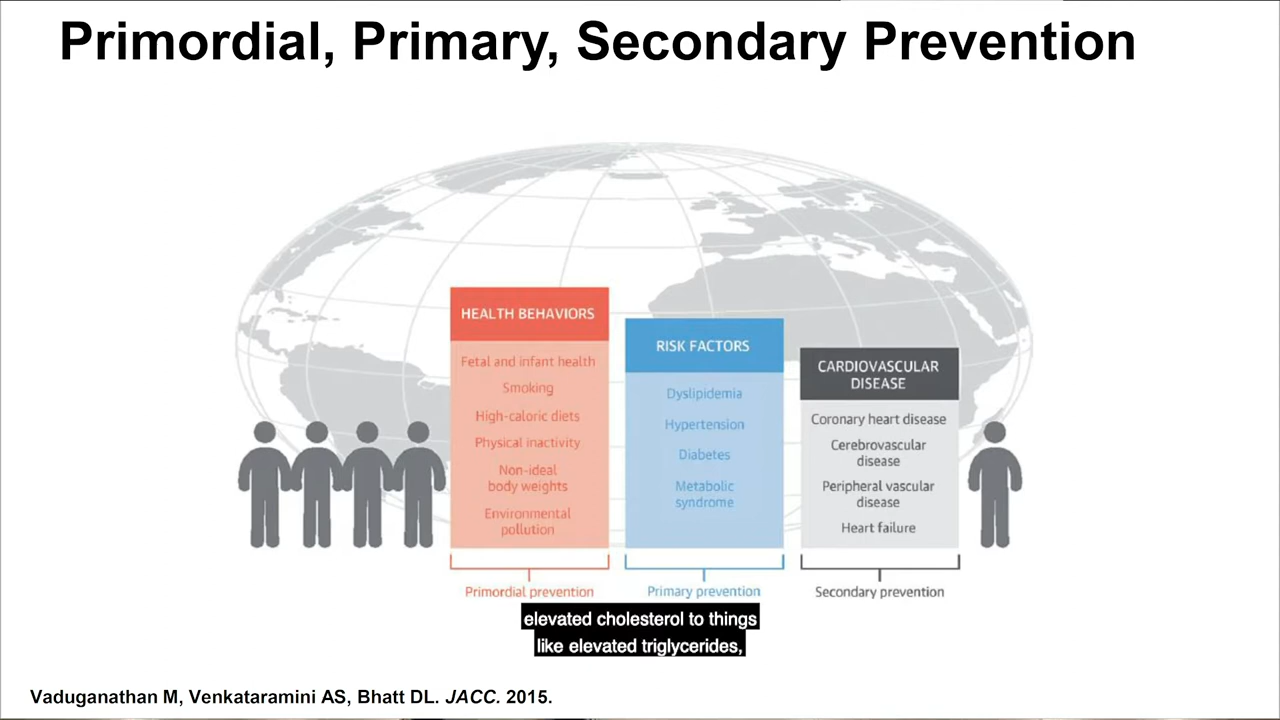 Primordial, Primary, Secondary Prevention
HEALTH BEHAVIORS
Fetal and infant health
Smoking
High-caloric diets
Physical inactivity
Non-ideal
body weights
Environmental
pollution
Primordial prevention
RISK FACTORS
Dyslipidemia
Hypertension
Diabetes
Metabolic
syndrome
Primary prevention
CARDIOVASCULAR
DISEASE
Coronary heart disease
Cerebrovascular
disease
Peripheral vascular
disease
Heart failure
Secondary prevention
elevated cholesterol to things
like elevated triglycerides,
Vaduganathan M, Venkataramini AS, Bhatt DL. JACC. 2015.